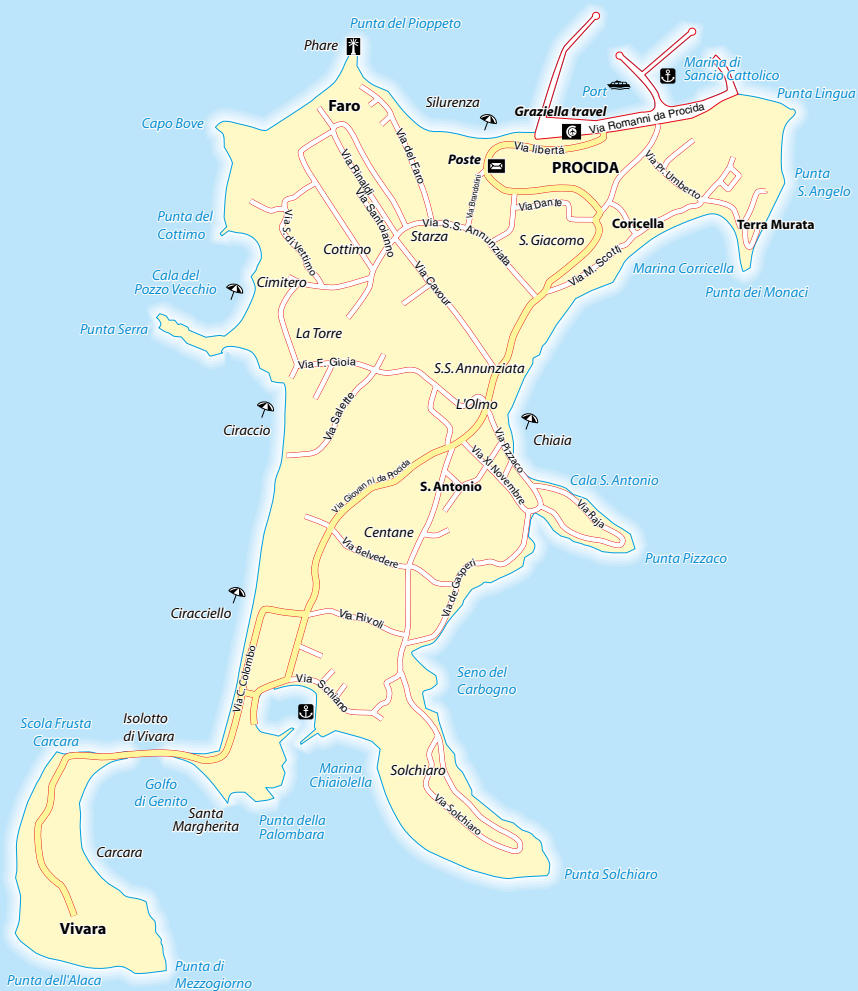 Punta del Pioppeto
Phare
Marina di
Sancio Cattolico
Port
Punta Lingua
Faro
Silurenza
Graziella travel
Via Romanni da Procida
Capo Bove
Via libertá
Poste
PROCIDA
Via del Faro
Via Rinaldi
Via Pr. Umberto
Punta
S. Angelo
Via Brandolini
Via Santoianno
Via Dante
Punta del
Cottimo
Via S. di Vettimo
Via S.S. Annunziata
Starza
S. Giacomo
Coricella
Terra Murata
Cottimo
Via M. Scotti
Marina Corricella
Cala del
Pozzo Vecchio
Cimitero
Via Cavour
Punta dei Monaci
Punta Serra
La Torre
Via F. Gioia
S.S. Annunziata
L'Olmo
Via Salette
Ciraccio
Chiaia
Via Pizzaco
Via XI Novembre
Via Giovanni da Procida
S. Antonio
Cala S. Antonio
Via Raja
Centane
Via Belvedere
Punta Pizzaco
Via de Gasperi
Ciracciello
Via Rivoli
Via C. Colombo
Via Schiano
Seno del
Carbogno
Scola Frusta
Carcara
Isolotto
di Vivara
Marina
Chiaiolella
Solchiaro
Golfo
di Genito
Santa
Margherita
Punta della
Palombara
Via Solchiaro
Carcara
Punta Solchiaro
Vivara
Punta di
Mezzogiorno
Punta dell'Alaca